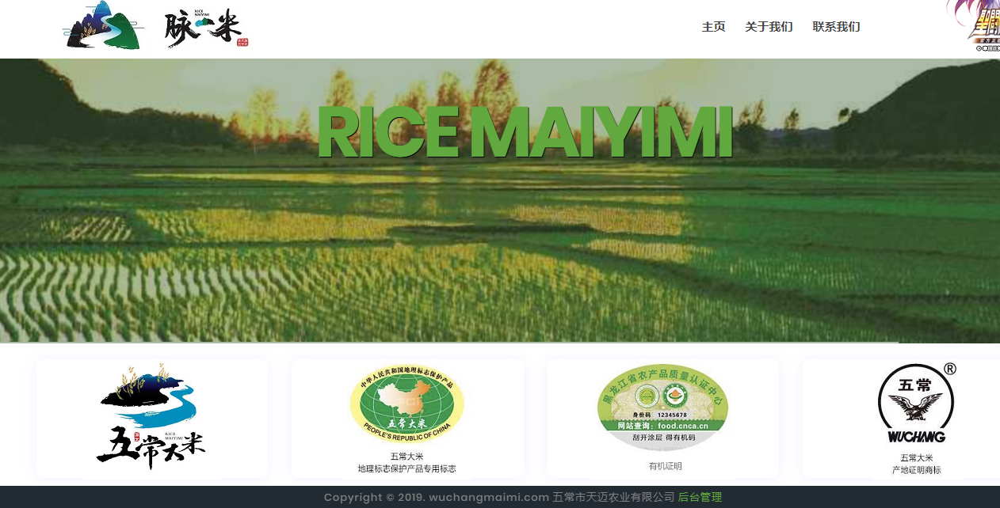 RICE
MAIYIMI
脉一米
主页 关于我们 联系我们
RICE MAIYIMI
五常大米
RICE
MAIYIMI
中华人民共和国地理标志保护产品
五常大米
PEOPLE'S REPUBLIC OF CHINA
五常大米
地理标志保护产品专用标志
黑龙江省农产品质量认证中心
身份码 12345678
网站查询：food.cnca.cn
刮开涂层 得有机码
有机证明
®
五常
WUCHANG
五常大米
产地证明商标
Copyright © 2019. wuchangmaimi.com 五常市天迈农业有限公司 后台管理